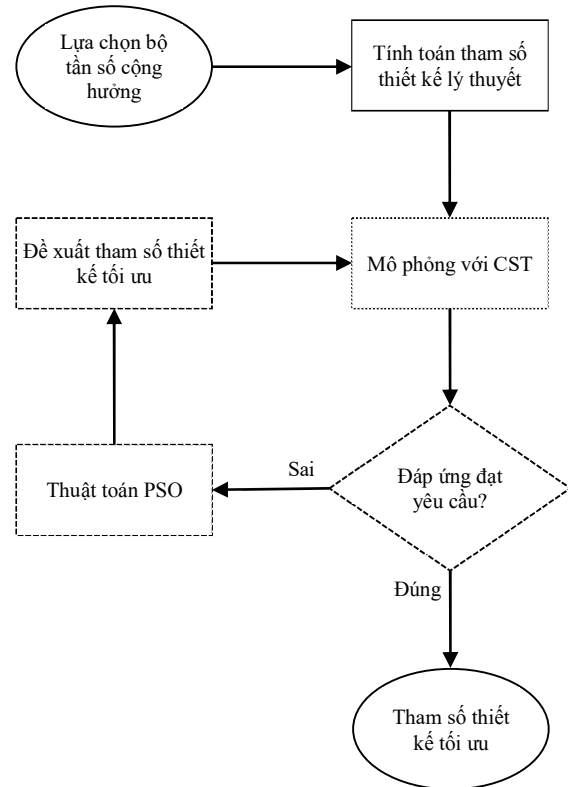 Lựa chọn bộ
tần số cộng
hưởng
Tính toán tham số
thiết kế lý thuyết
Đề xuất tham số thiết
kế tối ưu
Mô phỏng với CST
Thuật toán PSO
Sai
Đáp ứng đạt
yêu cầu?
Đúng
Tham số thiết
kế tối ưu